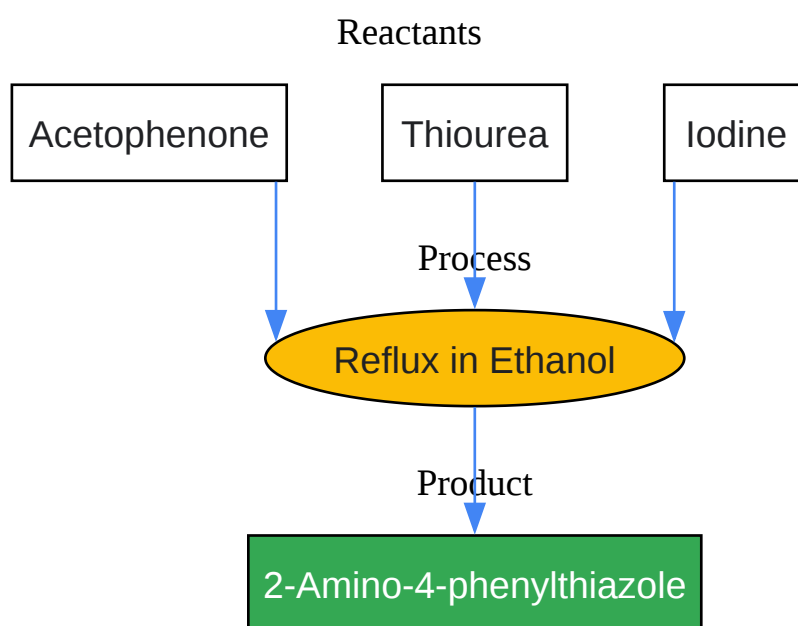 Reactants
Acetophenone
Thiourea
Iodine
Process
Reflux in Ethanol
Product
2-Amino-4-phenylthiazole